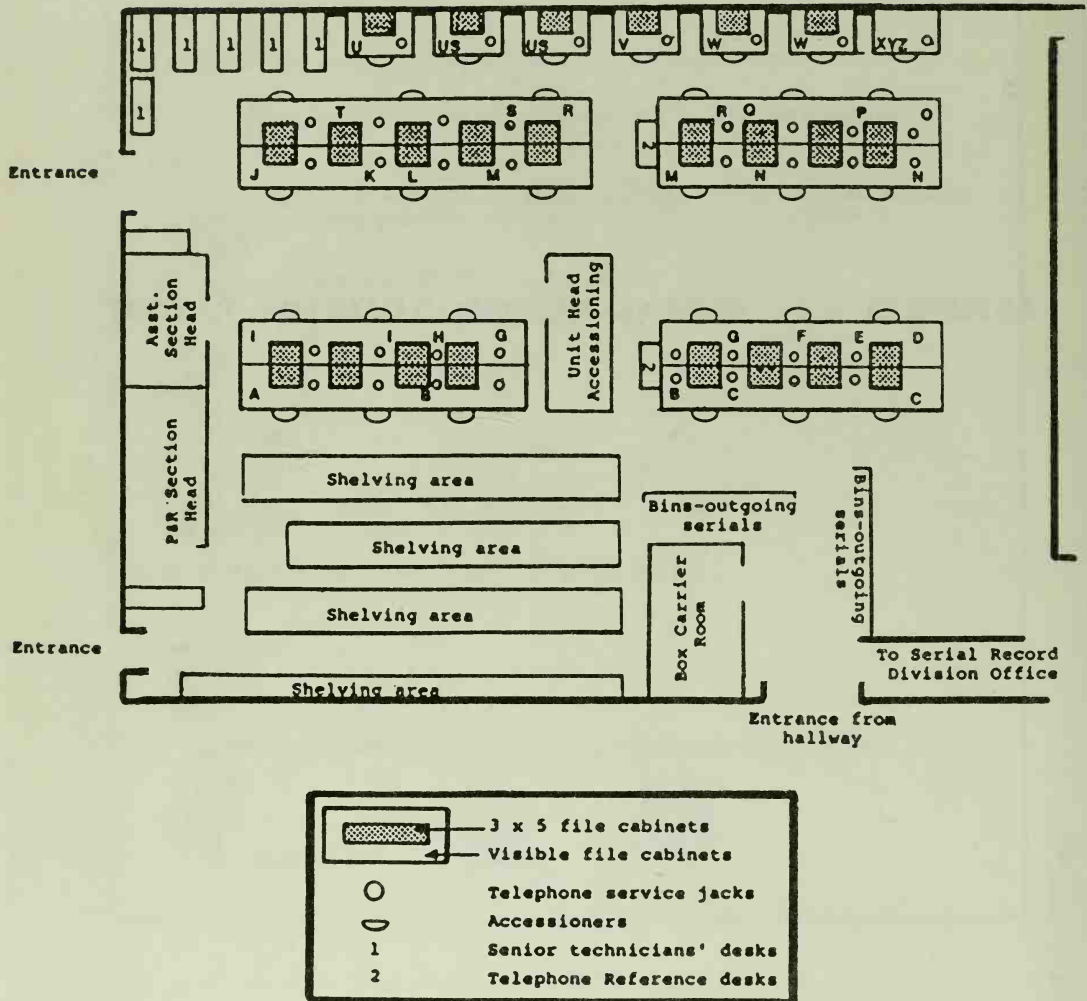 1 1 1 1 1 U US US V W W XYZ
1
Entrance
T S R
J K L M
R Q P O
2
M N N
Asst.
Section
Head
P&R Section
Head
I I H G
A B
Unit Head
Accessioning
G F E D
2
B C C
Shelving area
Shelving area
Shelving area
Shelving area
Bins-outgoing
serials
Bins-outgoing
serials
Box Carrier
Room
Entrance
To Serial Record
Division Office
Entrance from
hallway
3 x 5 file cabinets
Visible file cabinets
Telephone service jacks
Accessioners
1 Senior technicians' desks
2 Telephone Reference desks